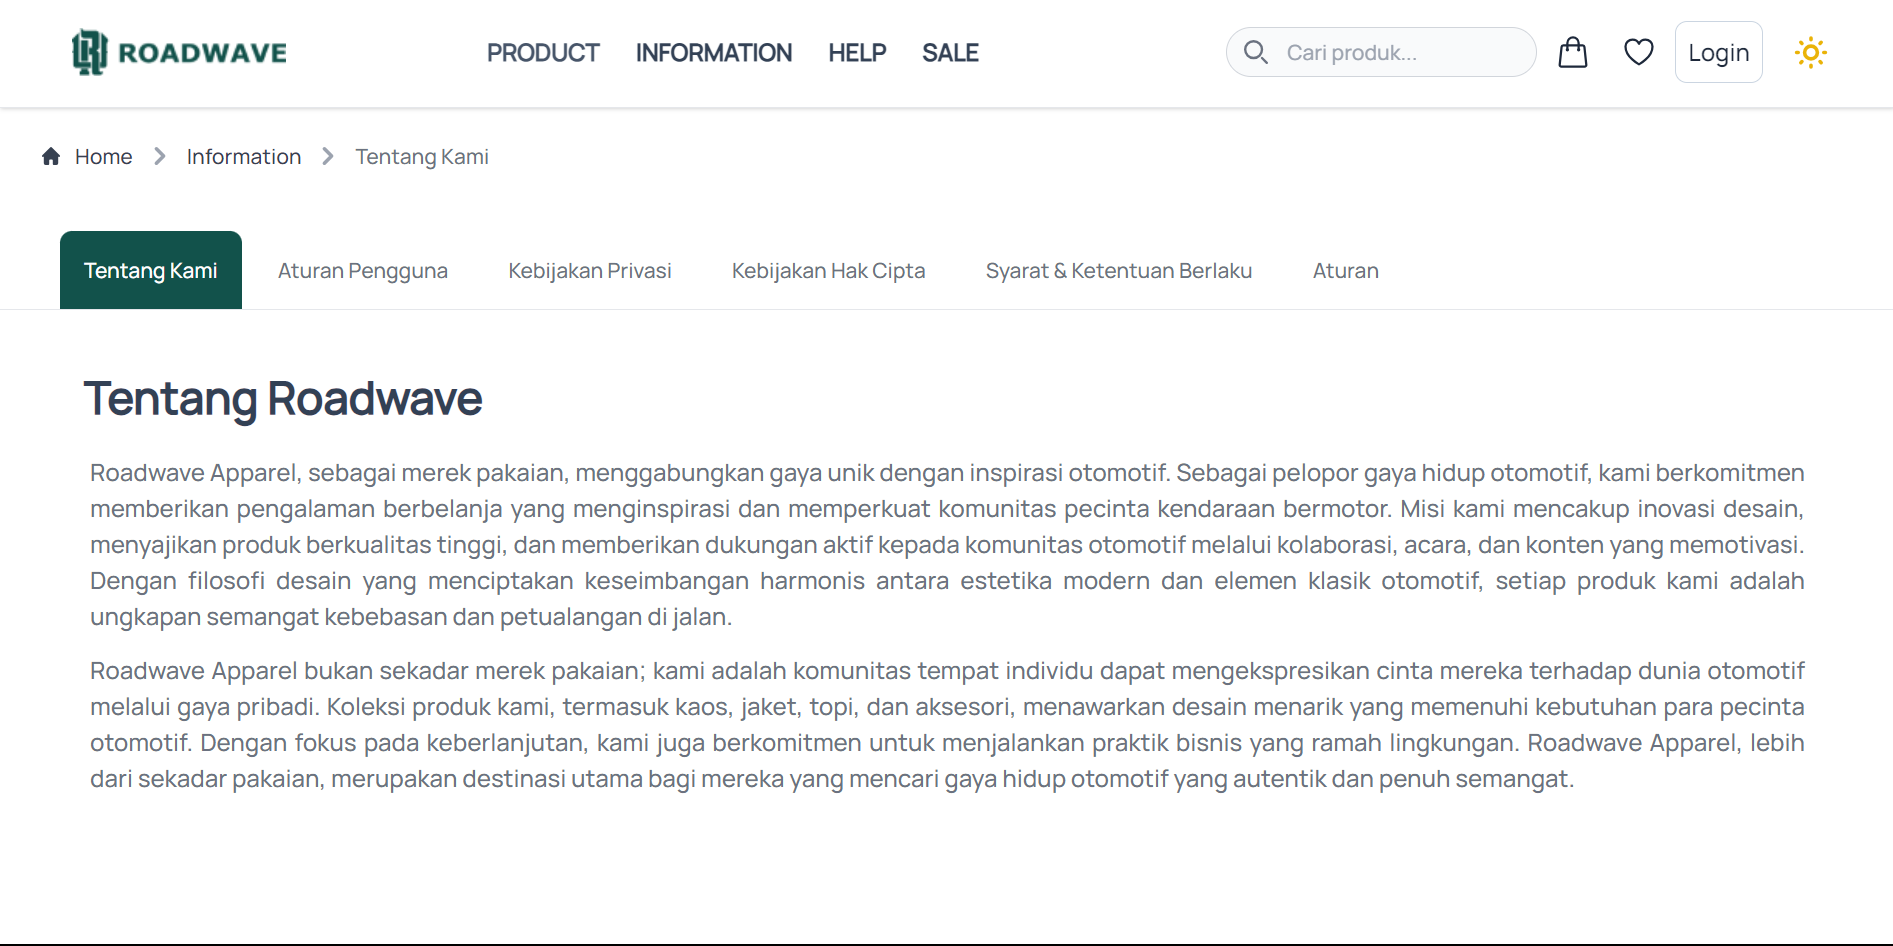 ROADWAVE
PRODUCT INFORMATION HELP SALE
Cari produk...
Login
Home Information Tentang Kami
Tentang Kami Aturan Pengguna Kebijakan Privasi Kebijakan Hak Cipta Syarat & Ketentuan Berlaku Aturan
Tentang Roadwave
Roadwave Apparel, sebagai merek pakaian, menggabungkan gaya unik dengan inspirasi otomotif. Sebagai pelopor gaya hidup otomotif, kami berkomitmen
memberikan pengalaman berbelanja yang menginspirasi dan memperkuat komunitas pecinta kendaraan bermotor. Misi kami mencakup inovasi desain,
menyajikan produk berkualitas tinggi, dan memberikan dukungan aktif kepada komunitas otomotif melalui kolaborasi, acara, dan konten yang memotivasi.
Dengan filosofi desain yang menciptakan keseimbangan harmonis antara estetika modern dan elemen klasik otomotif, setiap produk kami adalah
ungkapan semangat kebebasan dan petualangan di jalan.
Roadwave Apparel bukan sekadar merek pakaian; kami adalah komunitas tempat individu dapat mengekspresikan cinta mereka terhadap dunia otomotif
melalui gaya pribadi. Koleksi produk kami, termasuk kaos, jaket, topi, dan aksesori, menawarkan desain menarik yang memenuhi kebutuhan para pecinta
otomotif. Dengan fokus pada keberlanjutan, kami juga berkomitmen untuk menjalankan praktik bisnis yang ramah lingkungan. Roadwave Apparel, lebih
dari sekadar pakaian, merupakan destinasi utama bagi mereka yang mencari gaya hidup otomotif yang autentik dan penuh semangat.